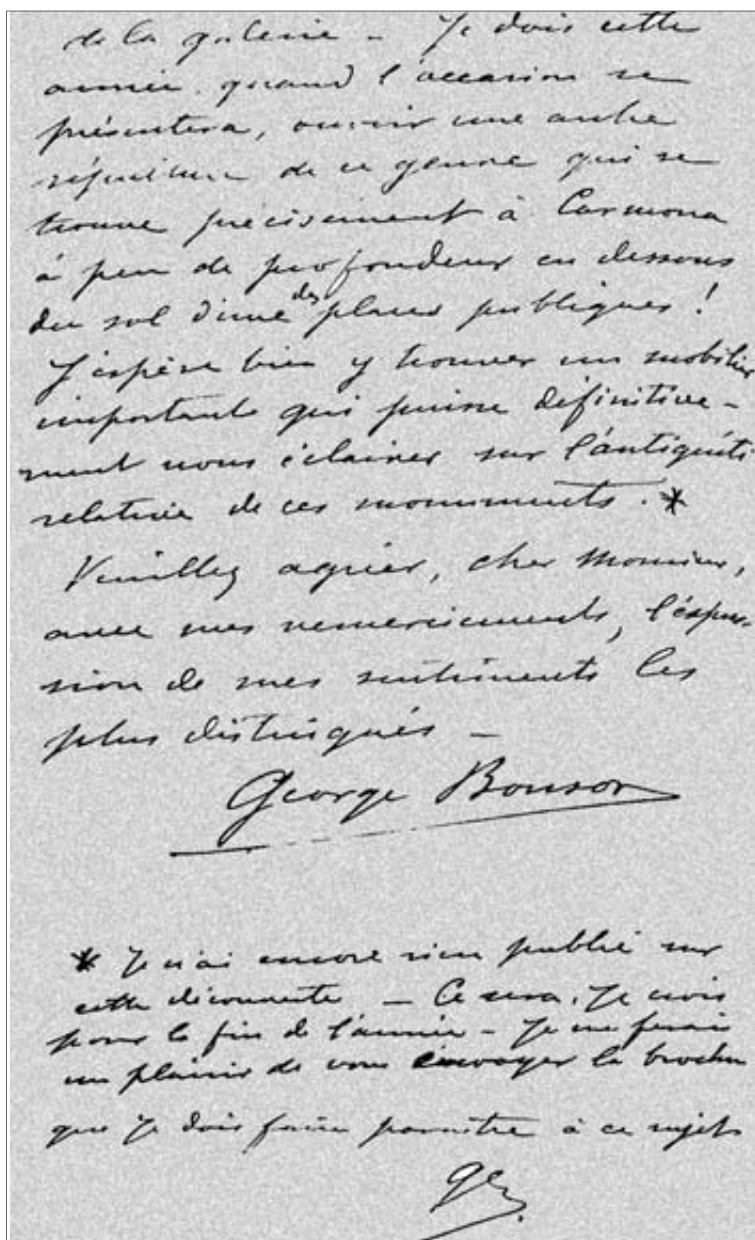 de la galerie — Je dois cette
année, quand l'occasion se
présentera, ouvrir une autre
sépulture de ce genre qui se
trouve précisément à Carmona
à peu de profondeur en dessous
du sol d'une des places publiques !
J'espère bien y trouver un mobilier
important qui puisse définitive-
ment nous éclairer sur l'antiquité
relative de ces monuments. *
Veuillez agréer, cher Monsieur,
avec mes remerciements, l'expres-
sion de mes sentiments les
plus distingués —
George Bonsor
* Je n'ai encore rien publié sur
cette découverte — Ce sera, je crois
pour la fin de l'année — Je me ferai
un plaisir de vous envoyer la brochure
que je dois faire paraître à ce sujet